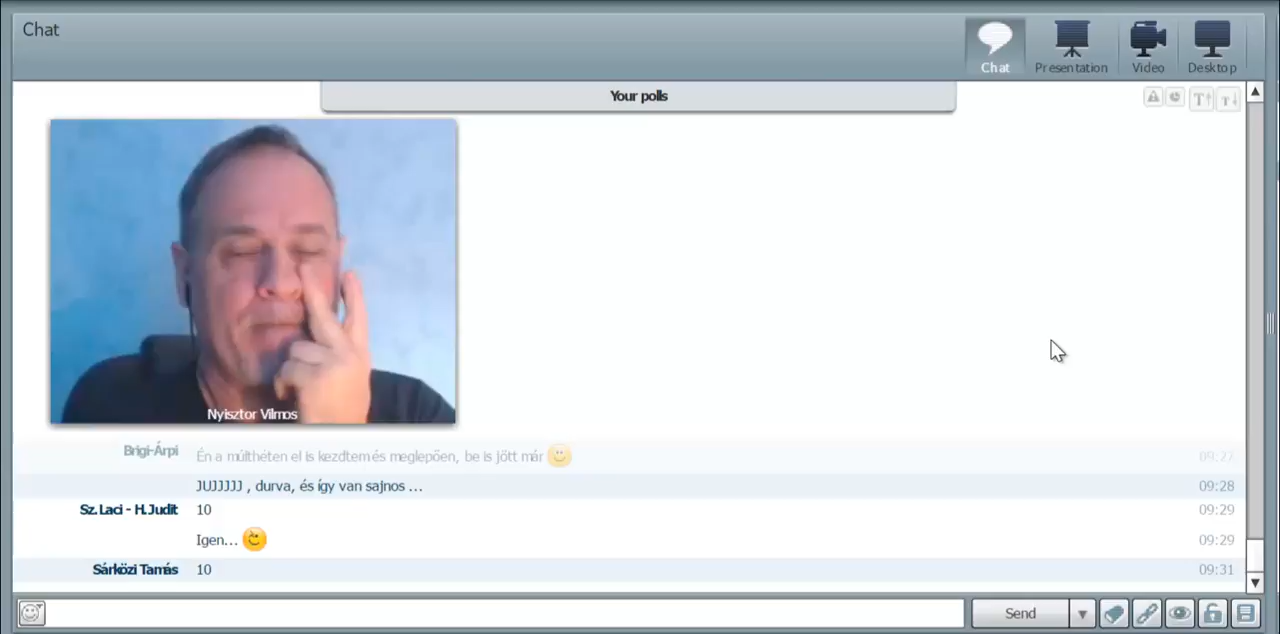 Chat
Chat
Presentation
Video
Desktop
Your polls
Nyisztor Vilmos
Brigi-Árpi Én a múlthéten el is kezdtem és meglepően, be is jött már 09:27
JUJJJJJ , durva, és így van sajnos ... 09:28
Sz. Laci - H. Judit 10 09:29
Igen... 09:29
Sárközi Tamás 10 09:31
Send